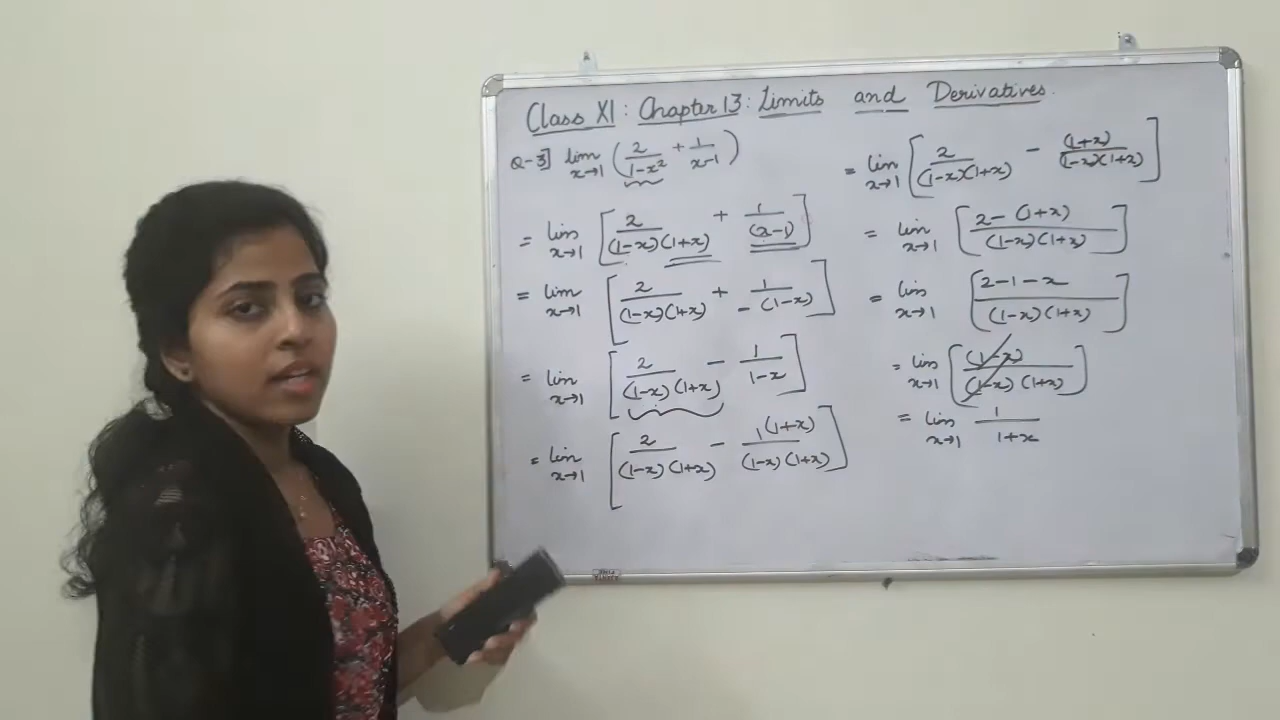 Class XI : Chapter 13 : Limits and Derivatives.
Q-3] lim x→1 (2/(1-x²) + 1/(x-1))
= lim x→1 [2/((1-x)(1+x)) + 1/(x-1)]
= lim x→1 [2/((1-x)(1+x)) + 1/(-(1-x))]
= lim x→1 [2/((1-x)(1+x)) - 1/(1-x)]
= lim x→1 [2/((1-x)(1+x)) - 1(1+x)/((1-x)(1+x))]
= lim x→1 [2/((1-x)(1+x)) - (1+x)/((1-x)(1+x))]
= lim x→1 [(2-(1+x))/((1-x)(1+x))]
= lim x→1 [(2-1-x)/((1-x)(1+x))]
= lim x→1 [(1-x)/((1-x)(1+x))]
= lim x→1 1/(1+x)